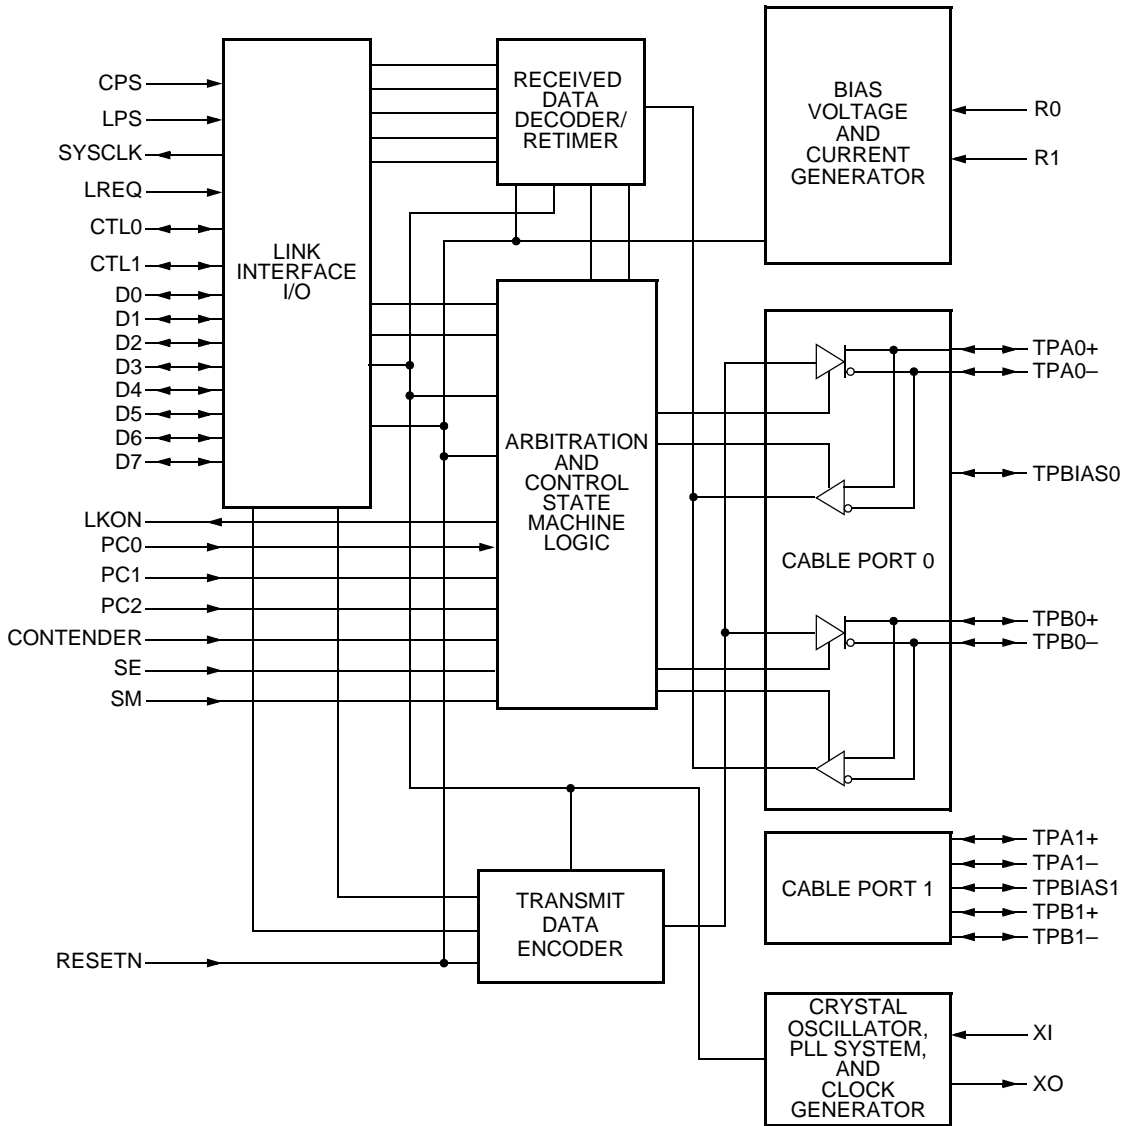 CPS
LPS
SYSCLK
LREQ
CTL0
CTL1
D0
D1
D2
D3
D4
D5
D6
D7
LKON
PC0
PC1
PC2
CONTENDER
SE
SM
RESETN
LINK
INTERFACE
I/O
RECEIVED
DATA
DECODER/
RETIMER
ARBITRATION
AND
CONTROL
STATE
MACHINE
LOGIC
TRANSMIT
DATA
ENCODER
BIAS
VOLTAGE
AND
CURRENT
GENERATOR
R0
R1
CABLE PORT 0
TPA0+
TPA0–
TPBIAS0
TPB0+
TPB0–
CABLE PORT 1
TPA1+
TPA1–
TPBIAS1
TPB1+
TPB1–
CRYSTAL
OSCILLATOR,
PLL SYSTEM,
AND
CLOCK
GENERATOR
XI
XO